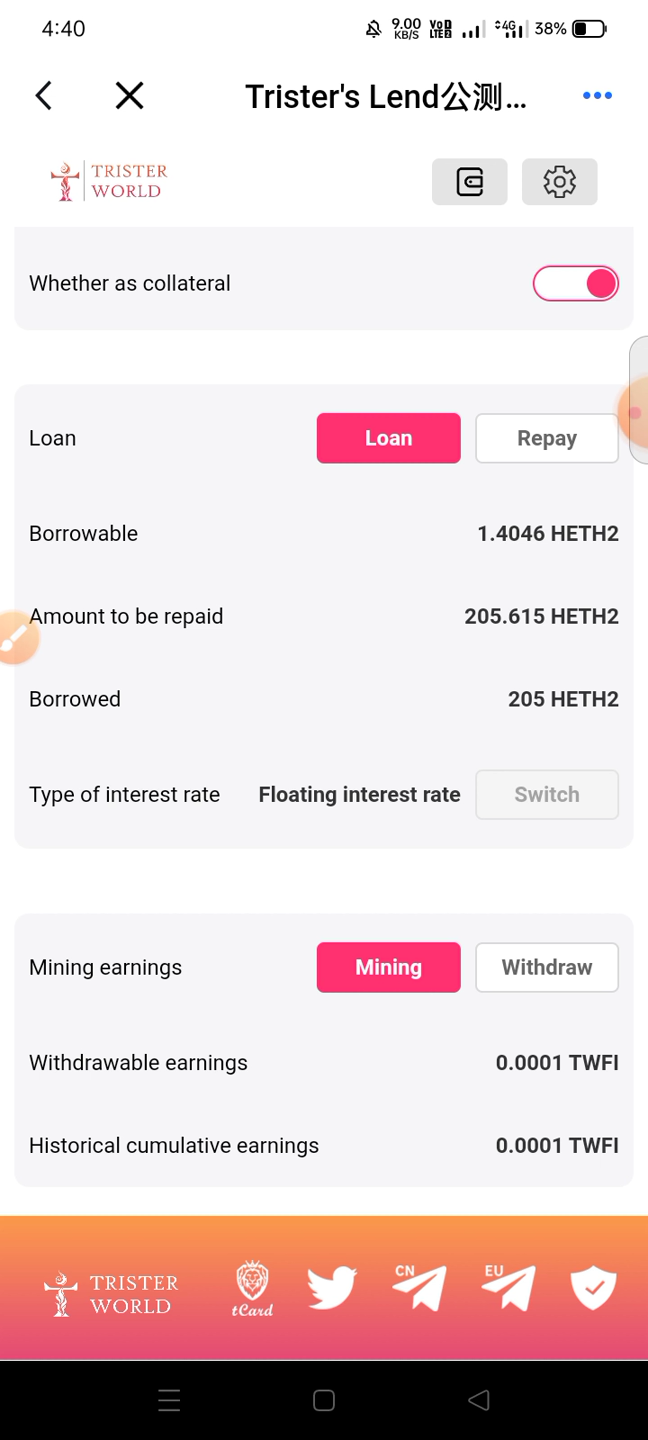 4:40
9.00 KB/S VoD LTE2 4G 38%
Trister's Lend公测...
TRISTER
WORLD
Whether as collateral
Loan Loan Repay
Borrowable 1.4046 HETH2
Amount to be repaid 205.615 HETH2
Borrowed 205 HETH2
Type of interest rate Floating interest rate Switch
Mining earnings Mining Withdraw
Withdrawable earnings 0.0001 TWFI
Historical cumulative earnings 0.0001 TWFI
TRISTER
WORLD
tCard
CN
EU